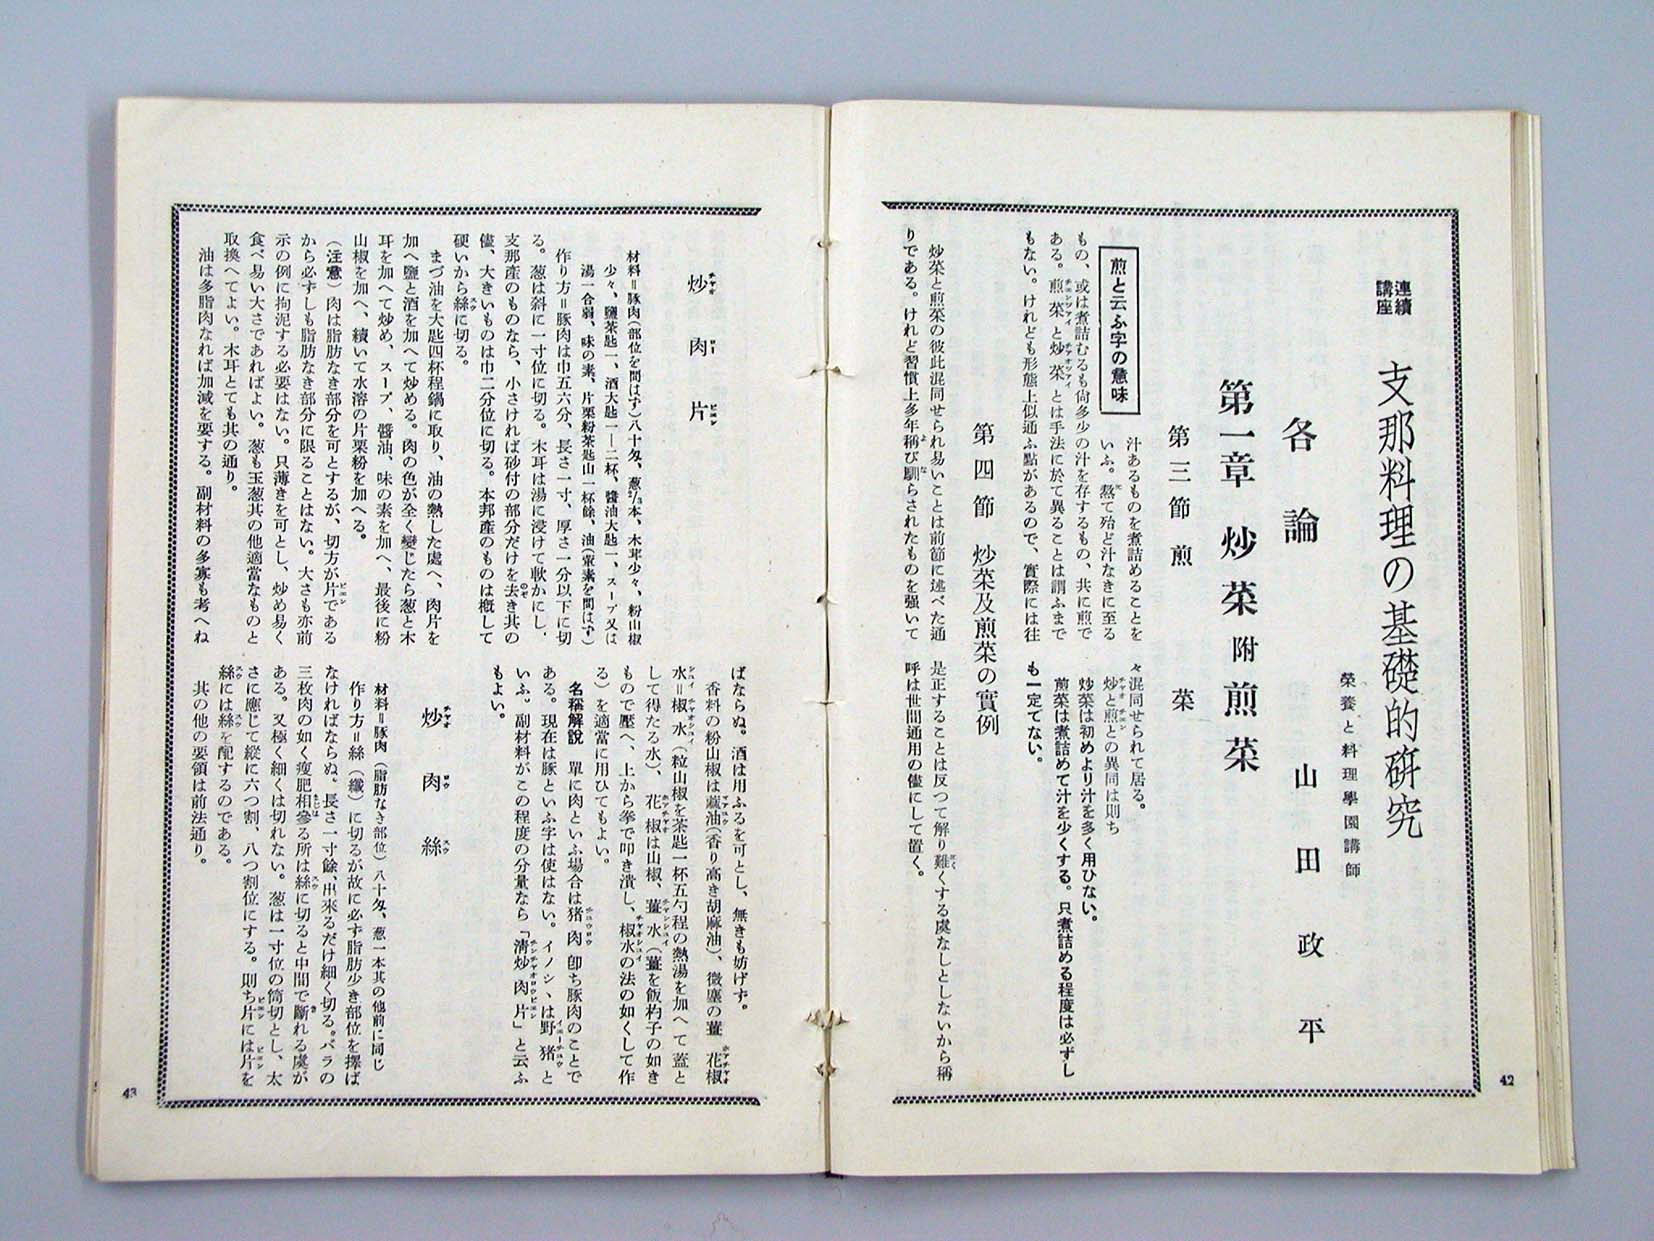 連續
講座
支那料理の基礎的硏究
榮養と料理學園講師
山田政平
各論
第一章 炒菜 附 煎菜
第三節 煎菜
煎と云ふ字の意味
汁あるものを煮詰めることを
いふ。熬て殆ど汁なきに至る
もの、或は煮詰むるも尙多少の汁を存するもの、共に煎で
ある。煎菜と炒菜とは手法に於て異ることは謂ふまで
もない。けれども形態上似通ふ點があるので、實際には往
々混同せられて居る。
炒と煎との異同は則ち
炒菜は初めより汁を多く用ひない。
煎菜は煮詰めて汁を少くする。只煮詰める程度は必ずし
も一定でない。
第四節 炒菜及煎菜の實例
炒菜と煎菜の彼此混同せられ易いことは前節に述べた通
りである。けれど習慣上多年稱び馴らされたものを强いて
是正することは反つて解り難くする虞なしとしないから稱
呼は世間通用の儘にして置く。
42
炒肉片
材料＝豚肉(部位を問はず)八十匁、葱⅔本、木茸少々、粉山椒
少々、鹽茶匙一、酒大匙一―二杯、醬油大匙一、スープ又は
湯一合弱、味の素、片栗粉茶匙山一杯餘、油(葷素を問はず)
作り方＝豚肉は巾五六分、長さ一寸、厚さ一分以下に切
る。葱は斜に一寸位に切る。木耳は湯に浸けて軟かにし、
支那產のものなら、小さければ砂付の部分だけを去き其の
儘、大きいものは巾二分位に切る。本邦產のものは槪して
硬いから絲に切る。
まづ油を大匙四杯程鍋に取り、油の熱した處へ、肉片を
加へ鹽と酒を加へて炒める。肉の色が全く變じたら葱と木
耳を加へて炒め、スープ、醬油、味の素を加へ、最後に粉
山椒を加へ、續いて水溶の片栗粉を加へる。
(注意) 肉は脂肪なき部分を可とするが、切方が片である
から必ずしも脂肪なき部分に限ることはない。大さも亦前
示の例に拘泥する必要はない。只薄きを可とし、炒め易く
食べ易い大さであればよい。葱も玉葱其の他適當なものと
取換へてよい。木耳とても其の通り。
油は多脂肉なれば加減を要する。副材料の多寡も考へね
ばならぬ。酒は用ふるを可とし、無きも妨げず。
香料の粉山椒は蔴油(香り高き胡麻油)、微塵の薑、花椒
水＝椒水(粒山椒を茶匙一杯五勺程の熱湯を加へて蓋と
して得たる水)、花椒は山椒、薑水(薑を飯杓子の如き
もので壓へ、上から拳で叩き潰し、椒水の法の如くして作
る)を適當に用ひてもよい。
名稱解說 單に肉といふ場合は猪肉卽ち豚肉のことで
ある。現在は豚といふ字は使はない。イノシヽは野猪と
いふ。副材料がこの程度の分量なら「淸炒肉片」と云ふ
もよい。
炒肉絲
材料＝豚肉(脂肪なき部位)八十匁、葱一本其の他前に同じ
作り方＝絲(纖)に切るが故に必ず脂肪少き部位を擇ば
なければならぬ。長さ一寸餘、出來るだけ細く切る。バラの
三枚肉の如く瘦肥相參る所は絲に切ると中間で斷れる虞が
ある。又極く細くは切れない。葱は一寸位の筒切とし、太
さに應じて縱に六つ割、八つ割位にする。則ち片には片を
絲には絲を配するのである。
其の他の要領は前法通り。
43